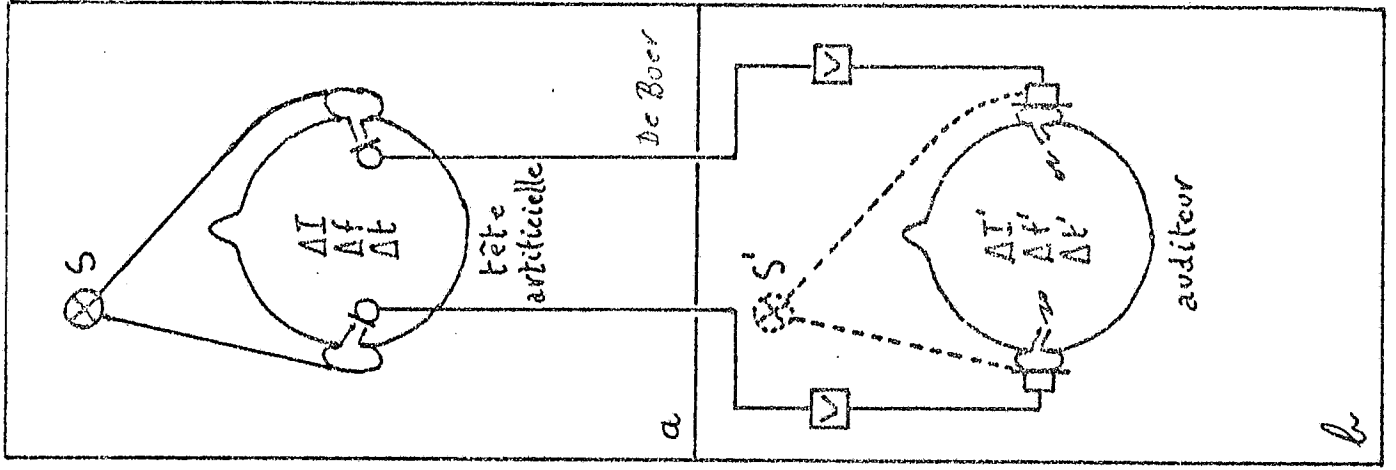 S
ΔI
Δf
Δt
tête
artificielle
De Boer
a
V
V
S'
ΔI'
Δf'
Δt'
auditeur
b